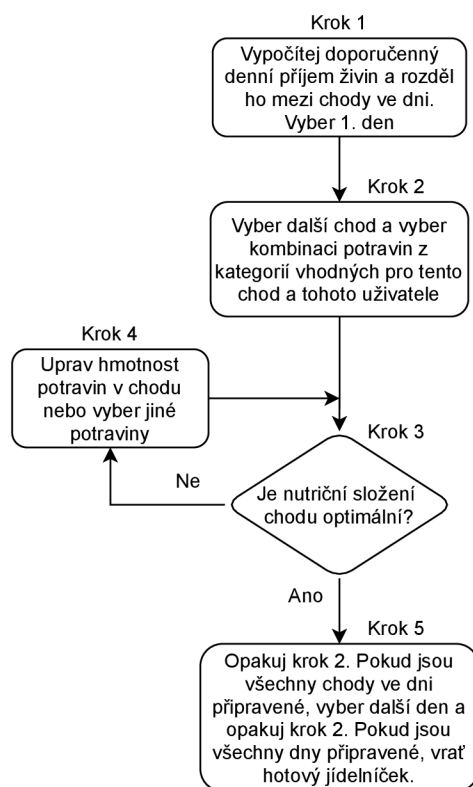 Krok 1
Vypočítej doporučenný
denní příjem živin a rozděl
ho mezi chody ve dni.
Vyber 1. den
Krok 2
Vyber další chod a vyber
kombinaci potravin z
kategorií vhodných pro tento
chod a tohoto uživatele
Krok 4
Uprav hmotnost
potravin v chodu
nebo vyber jiné
potraviny
Krok 3
Je nutriční složení
chodu optimální?
Ne
Ano
Krok 5
Opakuj krok 2. Pokud jsou
všechny chody ve dni
připravené, vyber další den a
opakuj krok 2. Pokud jsou
všechny dny připravené, vrať
hotový jídelníček.